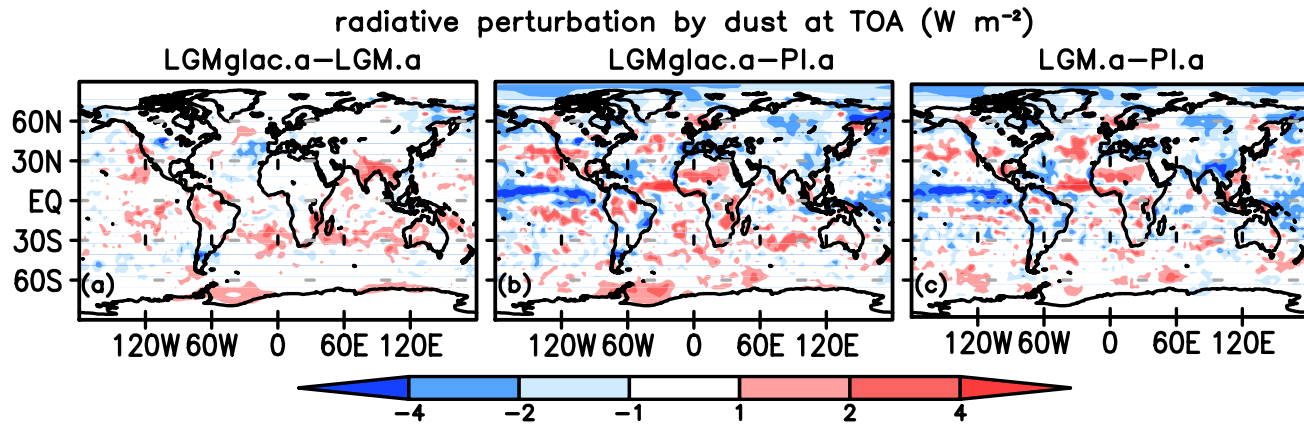 radiative perturbation by dust at TOA (W m⁻²)
LGMglac.a−LGM.a LGMglac.a−PI.a LGM.a−PI.a
60N
30N
EQ
30S
60S
(a) (b) (c)
120W 60W 0 60E 120E 120W 60W 0 60E 120E 120W 60W 0 60E 120E
−4 −2 −1 1 2 4